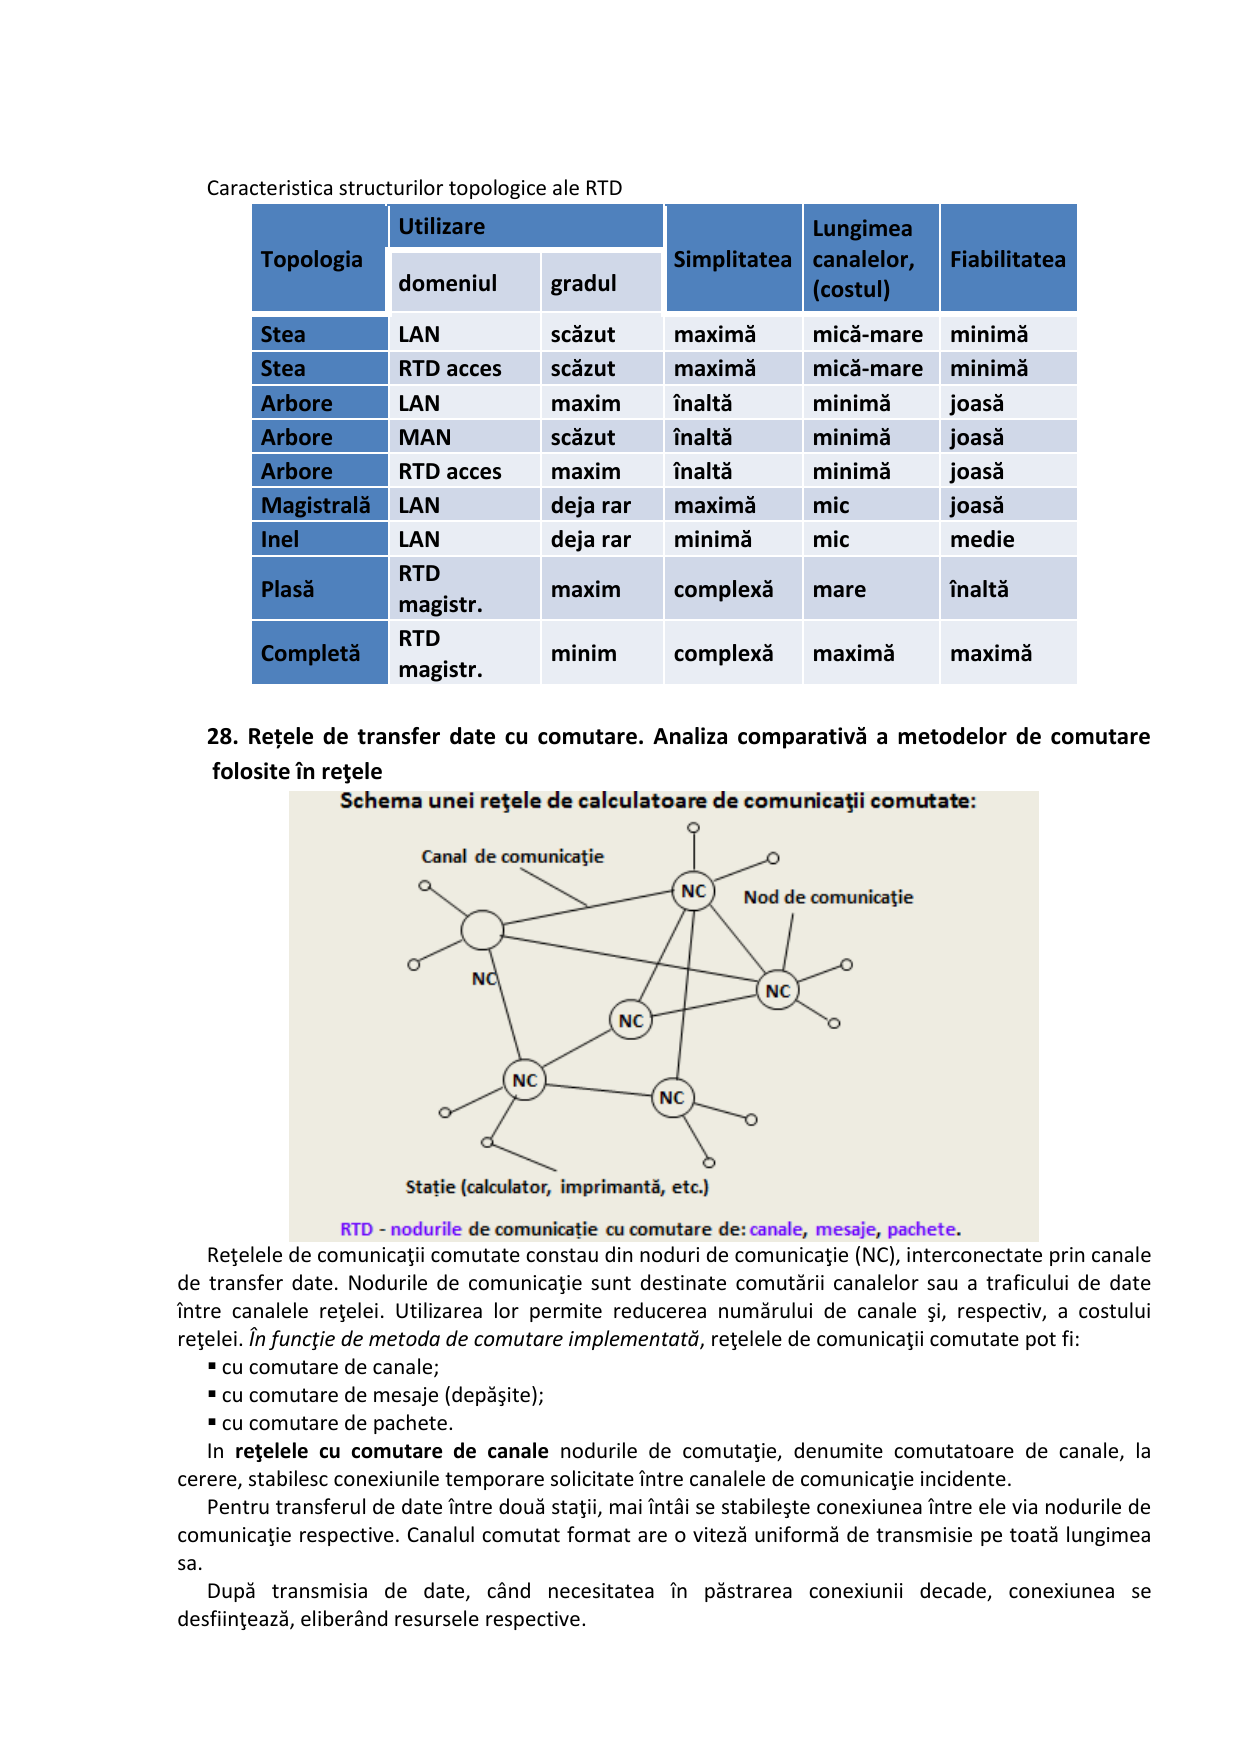 Caracteristica structurilor topologice ale RTD
Topologia Utilizare Simplitatea Lungimea canalelor, (costul) Fiabilitatea
domeniul gradul
Stea LAN scăzut maximă mică-mare minimă
Stea RTD acces scăzut maximă mică-mare minimă
Arbore LAN maxim înaltă minimă joasă
Arbore MAN scăzut înaltă minimă joasă
Arbore RTD acces maxim înaltă minimă joasă
Magistrală LAN deja rar maximă mic joasă
Inel LAN deja rar minimă mic medie
Plasă RTD magistr. maxim complexă mare înaltă
Completă RTD magistr. minim complexă maximă maximă
28. Rețele de transfer date cu comutare. Analiza comparativă a metodelor de comutare
folosite în reţele
Schema unei reţele de calculatoare de comunicaţii comutate:
Canal de comunicaţie
NC
Nod de comunicaţie
NC
NC
NC
NC
NC
Stație (calculator, imprimantă, etc.)
RTD - nodurile de comunicație cu comutare de: canale, mesaje, pachete.
Reţelele de comunicaţii comutate constau din noduri de comunicaţie (NC), interconectate prin canale
de transfer date. Nodurile de comunicaţie sunt destinate comutării canalelor sau a traficului de date
între canalele reţelei. Utilizarea lor permite reducerea numărului de canale şi, respectiv, a costului
reţelei. În funcţie de metoda de comutare implementată, reţelele de comunicaţii comutate pot fi:
▪ cu comutare de canale;
▪ cu comutare de mesaje (depăşite);
▪ cu comutare de pachete.
In reţelele cu comutare de canale nodurile de comutaţie, denumite comutatoare de canale, la
cerere, stabilesc conexiunile temporare solicitate între canalele de comunicaţie incidente.
Pentru transferul de date între două staţii, mai întâi se stabileşte conexiunea între ele via nodurile de
comunicaţie respective. Canalul comutat format are o viteză uniformă de transmisie pe toată lungimea
sa.
După transmisia de date, când necesitatea în păstrarea conexiunii decade, conexiunea se
desfiinţează, eliberând resursele respective.